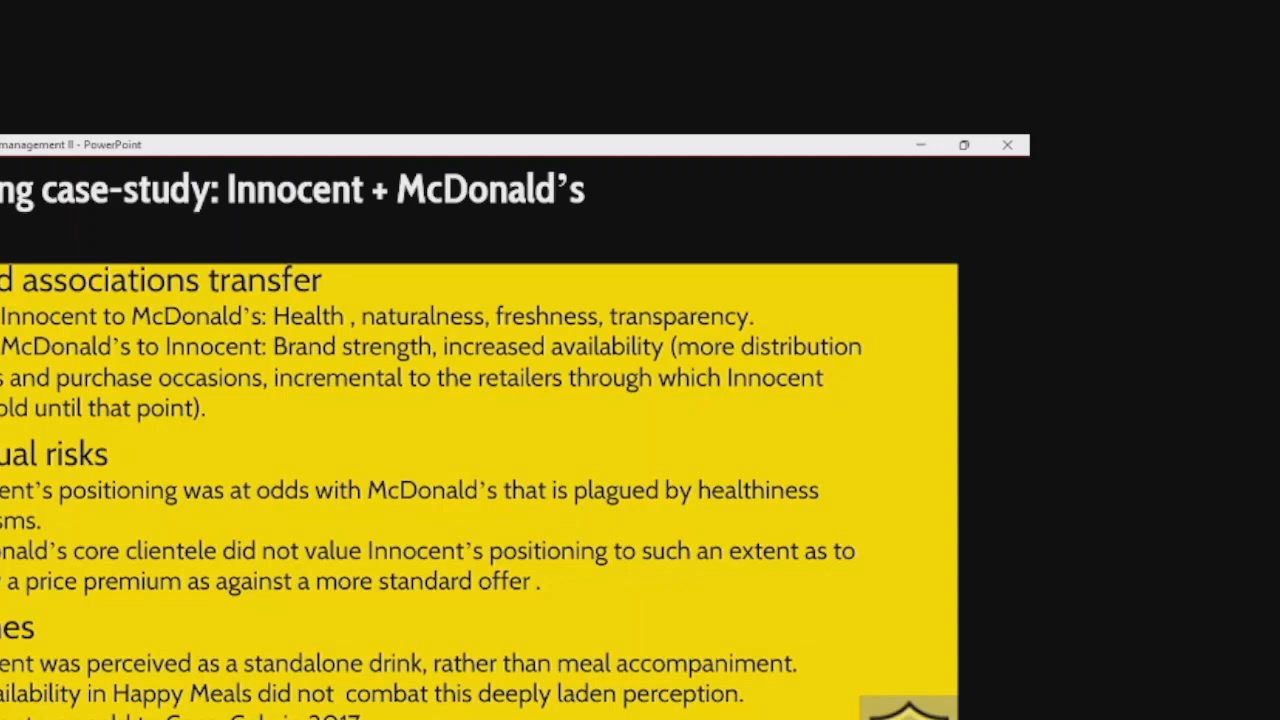 management II - PowerPoint
ng case-study: Innocent + McDonald's
d associations transfer
Innocent to McDonald's: Health , naturalness, freshness, transparency.
McDonald's to Innocent: Brand strength, increased availability (more distribution
s and purchase occasions, incremental to the retailers through which Innocent
old until that point).
ual risks
ent's positioning was at odds with McDonald's that is plagued by healthiness
sms.
onald's core clientele did not value Innocent's positioning to such an extent as to
a price premium as against a more standard offer .
nes
ent was perceived as a standalone drink, rather than meal accompaniment.
ailability in Happy Meals did not combat this deeply laden perception.